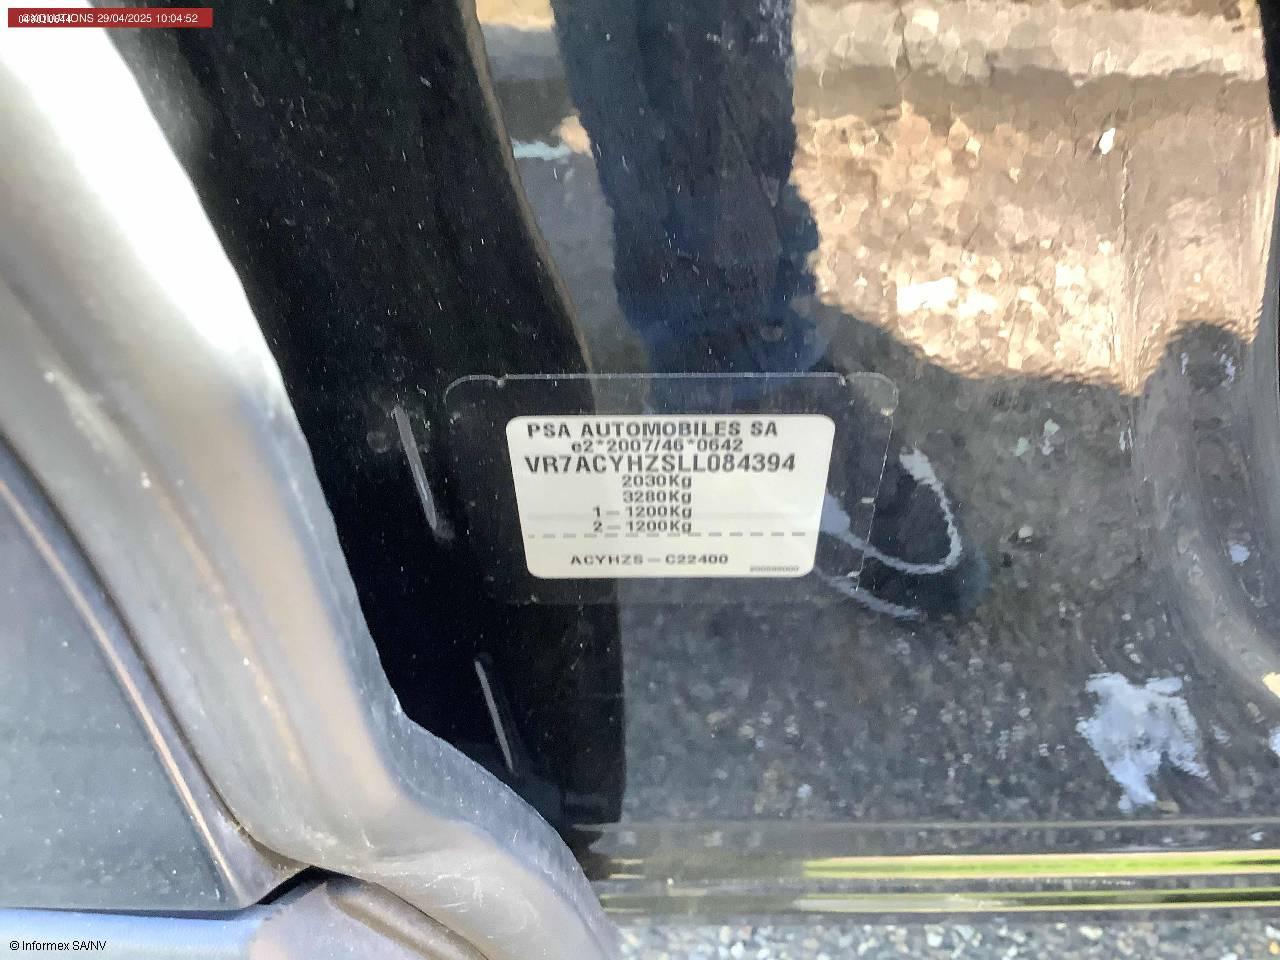 29/04/2025 10:04:52
PSA AUTOMOBILES SA
e2*2007/46*0642
VR7ACYHZSLL084394
2030Kg
3280Kg
1 - 1200Kg
2 - 1200Kg
ACYHZS - C22400
© Informex SA/NV